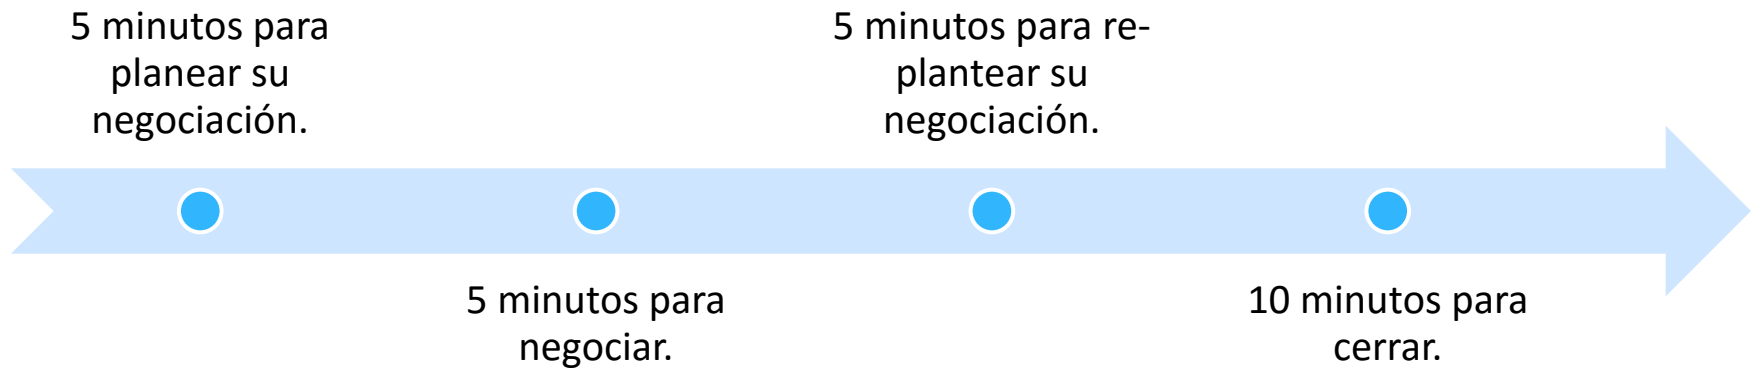 5 minutos para
planear su
negociación.
5 minutos para
negociar.
5 minutos para re-
plantear su
negociación.
10 minutos para
cerrar.